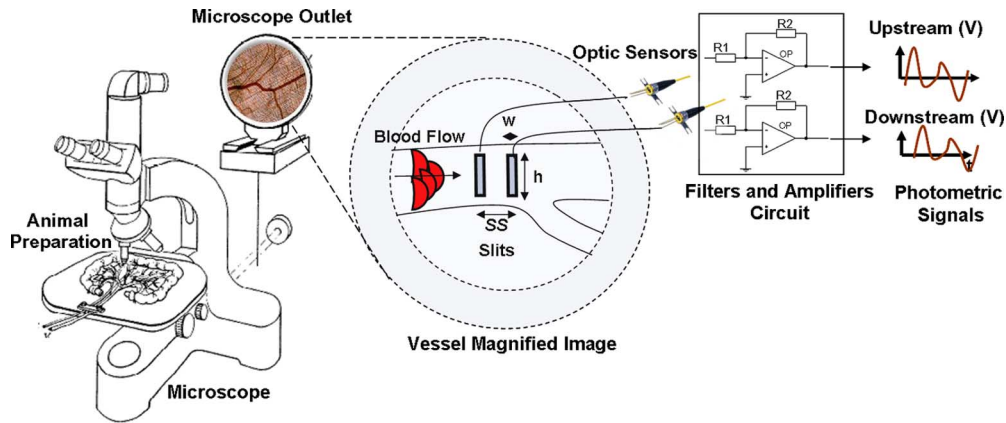 Microscope Outlet
Optic Sensors
R2
R1
OP
R2
R1
OP
Upstream (V)
Downstream (V)
t
Blood Flow
w
h
SS
Slits
Filters and Amplifiers
Circuit
Photometric
Signals
Animal
Preparation
Vessel Magnified Image
Microscope